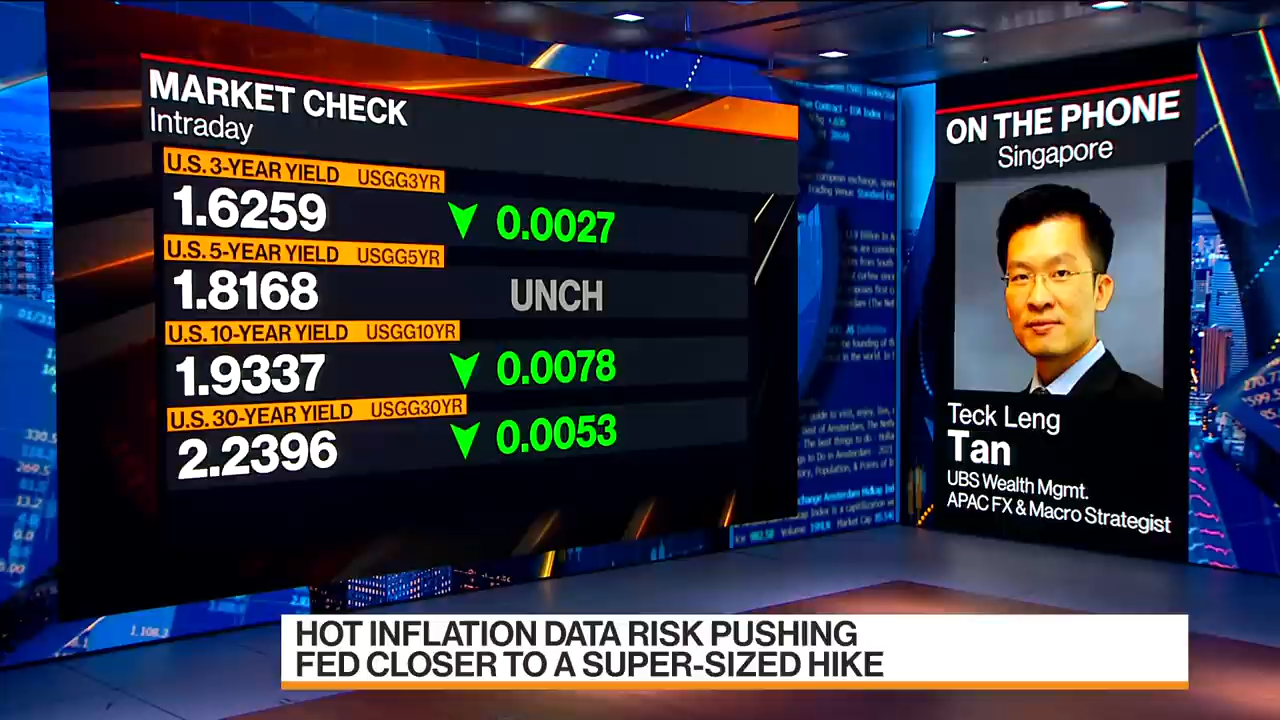 MARKET CHECK
Intraday
U.S. 3-YEAR YIELD USGG3YR
1.6259 0.0027
U.S. 5-YEAR YIELD USGG5YR
1.8168 UNCH
U.S. 10-YEAR YIELD USGG10YR
1.9337 0.0078
U.S. 30-YEAR YIELD USGG30YR
2.2396 0.0053
ON THE PHONE
Singapore
Teck Leng
Tan
UBS Wealth Mgmt.
APAC FX & Macro Strategist
HOT INFLATION DATA RISK PUSHING
FED CLOSER TO A SUPER-SIZED HIKE